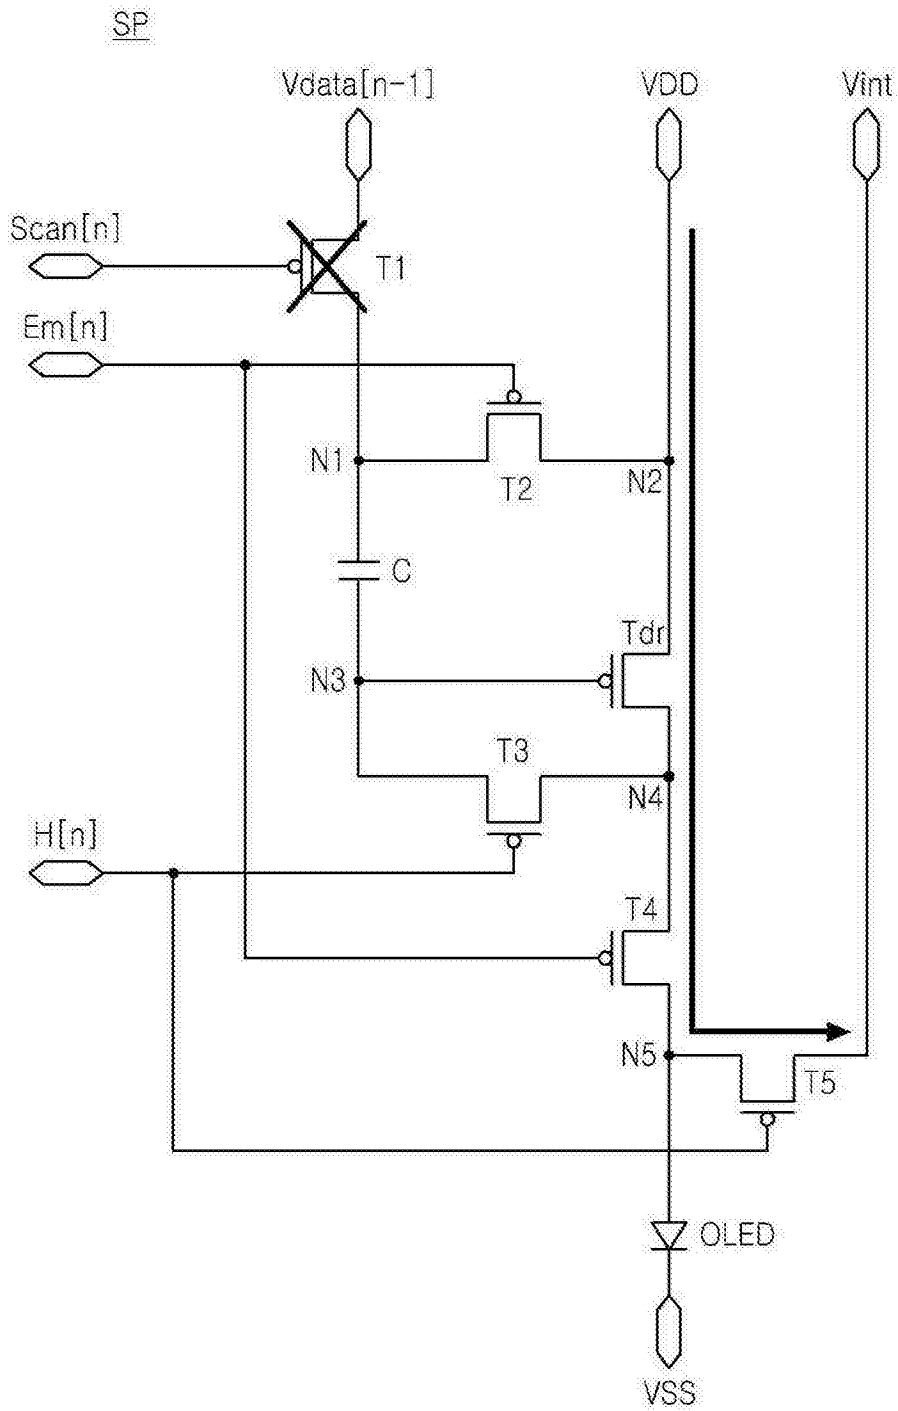 SP
Vdata[n-1] VDD Vint
Scan[n]
T1
Em[n]
N1
T2
N2
C
Tdr
N3
T3
N4
H[n]
T4
N5
T5
OLED
VSS